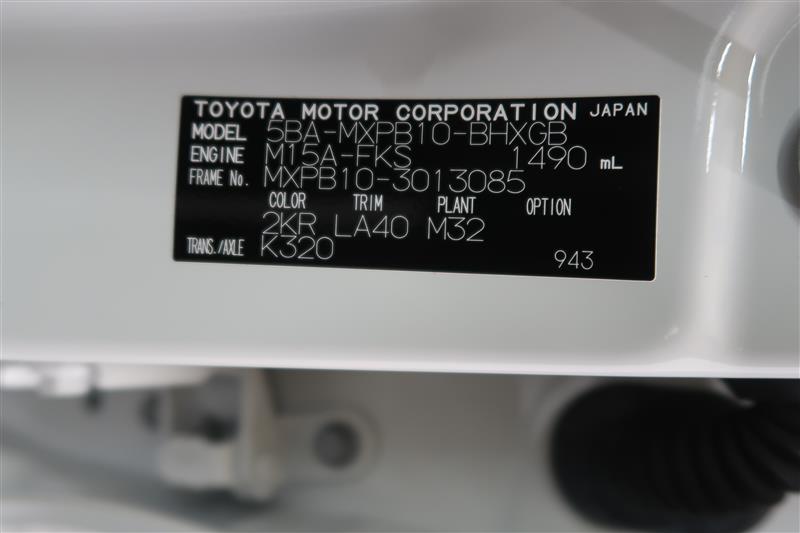 TOYOTA MOTOR CORPORATION JAPAN
MODEL 5BA-MXPB10-BHXGB
ENGINE M15A-FKS 1490 mL
FRAME No. MXPB10-3013085
COLOR TRIM PLANT OPTION
2KR LA40 M32
TRANS./AXLE K320 943